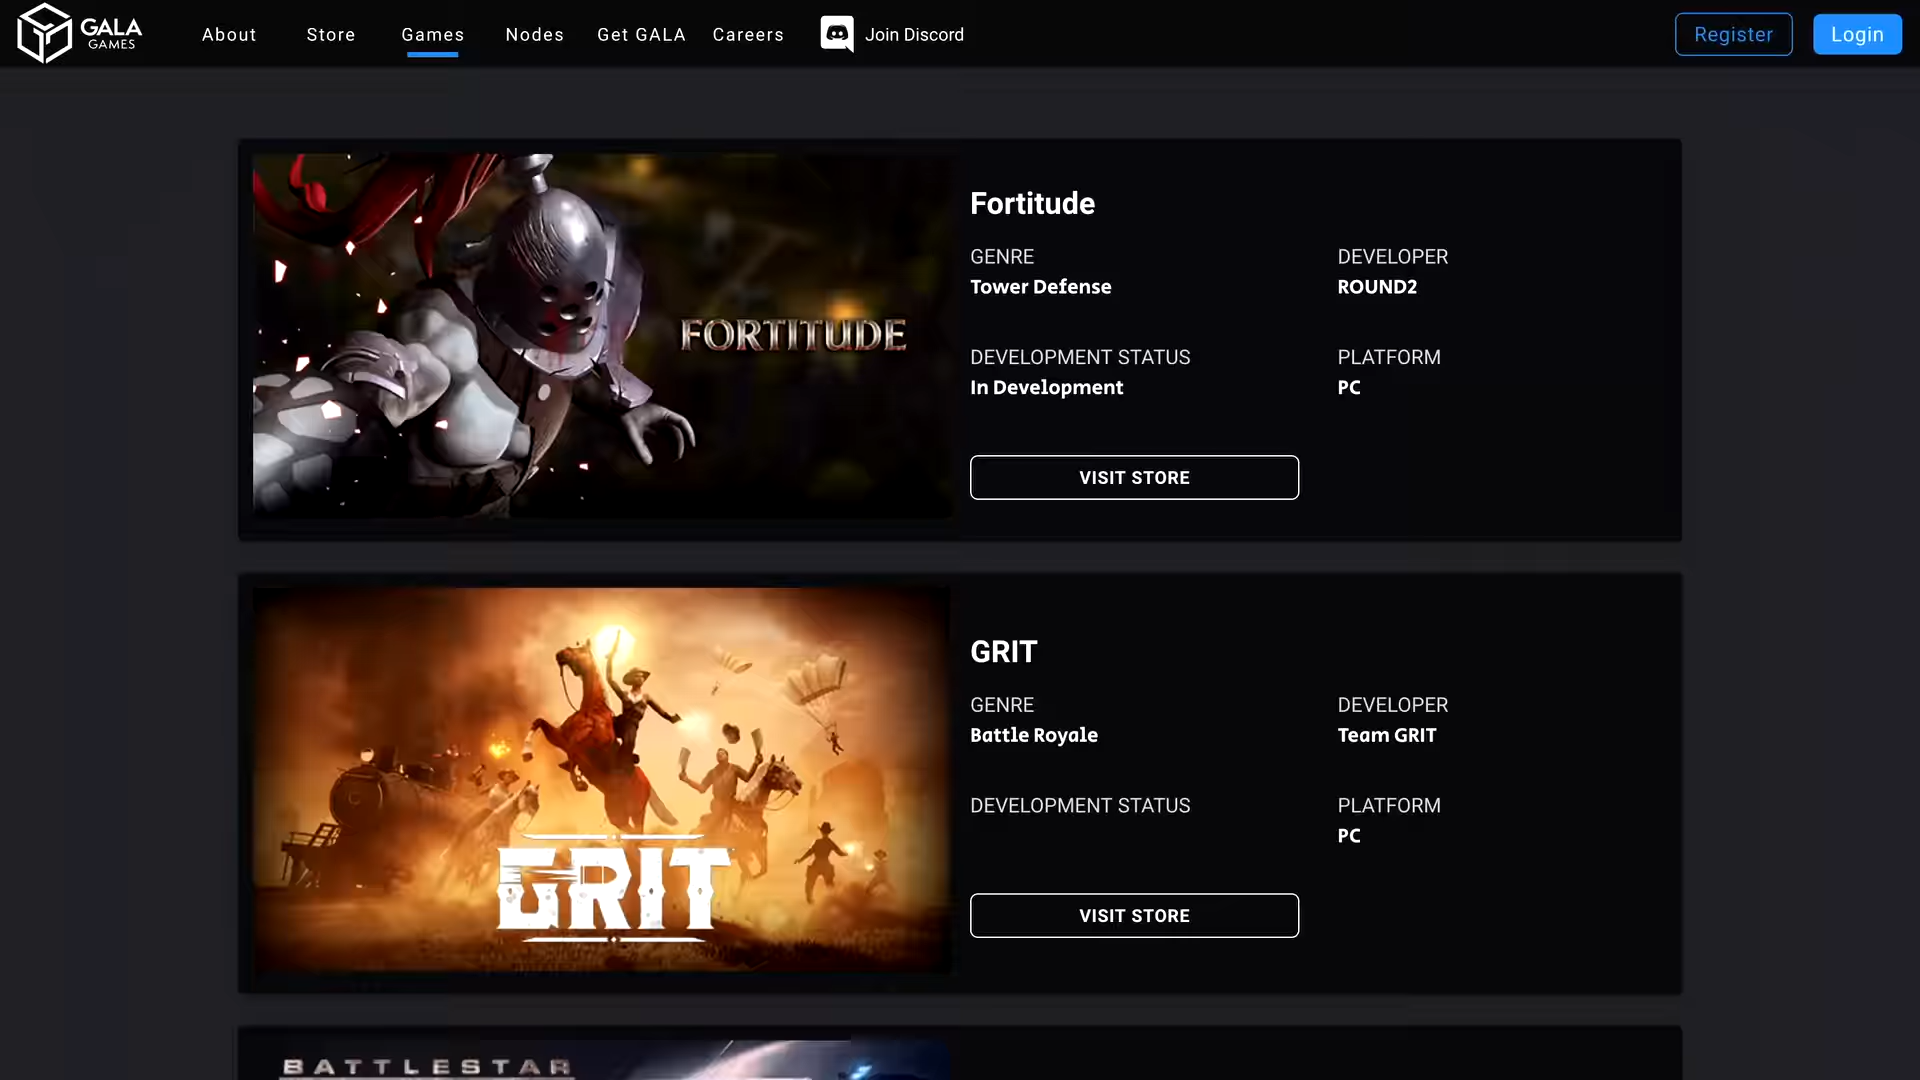 GALA
GAMES
About
Store
Games
Nodes
Get GALA
Careers
Join Discord
Register
Login
FORTITUDE
Fortitude
GENRE
DEVELOPER
Tower Defense
ROUND2
DEVELOPMENT STATUS
PLATFORM
In Development
PC
VISIT STORE
GRIT
GRIT
GENRE
DEVELOPER
Battle Royale
Team GRIT
DEVELOPMENT STATUS
PLATFORM
PC
VISIT STORE
BATTLESTAR